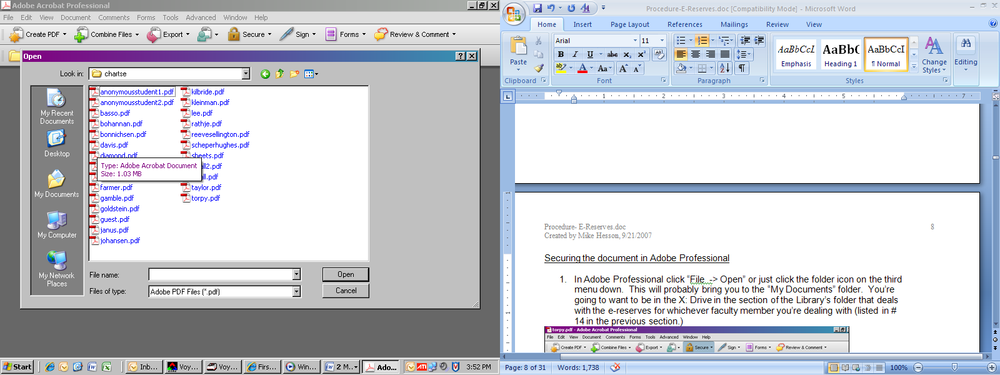 Adobe Acrobat Professional
File Edit View Document Comments Forms Tools Advanced Window Help
Create PDF Combine Files Export Secure Sign Forms Review & Comment
Open
Look in: chartse
My Recent Documents
Desktop
My Documents
My Computer
My Network Places
anonymousstudent1.pdf
anonymousstudent2.pdf
basso.pdf
bohannan.pdf
bonnichsen.pdf
davis.pdf
diamond.pdf
Type: Adobe Acrobat Document
Size: 1.03 MB
farmer.pdf
gamble.pdf
goldstein.pdf
guest.pdf
janus.pdf
johansen.pdf
kilbride.pdf
kleinman.pdf
lee.pdf
rathje.pdf
reevesellington.pdf
scheperhughes.pdf
sheets.pdf
all2.pdf
all.pdf
taylor.pdf
torpy.pdf
File name:
Open
Files of type: Adobe PDF Files (*.pdf)
Cancel
Start Inb... Voy... Voy... Firs... Win... 2 M... Ado... ATI 3:52 PM
Procedure-E-Reserves.doc [Compatibility Mode] - Microsoft Word
Home Insert Page Layout References Mailings Review View
Paste
Clipboard
Arial 11
B I U abc x₂ x² Aa A A
Font
Paragraph
AaBbCcI AaBbC AaBbCcI
Emphasis Heading 1 ¶ Normal
Change Styles
Styles
Editing
1 2 3 4 5 7
Procedure- E-Reserves.doc 8
Created by Mike Hesson, 9/21/2007
Securing the document in Adobe Professional
1. In Adobe Professional click “File -> Open” or just click the folder icon on the third
menu down. This will probably bring you to the “My Documents” folder. You’re
going to want to be in the X: Drive in the section of the Library’s folder that deals
with the e-reserves for whichever faculty member you’re dealing with (listed in #
14 in the previous section.)
torpy.pdf - Adobe Acrobat Professional
File Edit View Document Comments Forms Tools Advanced Window Help
Create PDF Combine Files Export Secure Sign Forms Review & Comment
Page: 8 of 31 Words: 1,738 100%